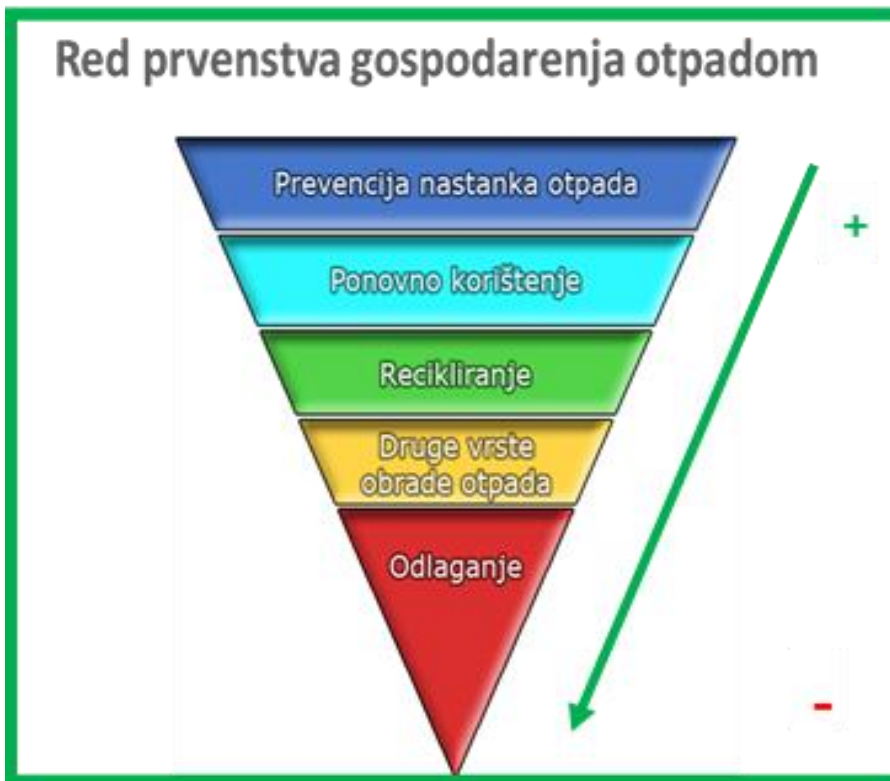 Red prvenstva gospodarenja otpadom
Prevencija nastanka otpada
+
Ponovno korištenje
Recikliranje
Druge vrste
obrade otpada
Odlaganje
-